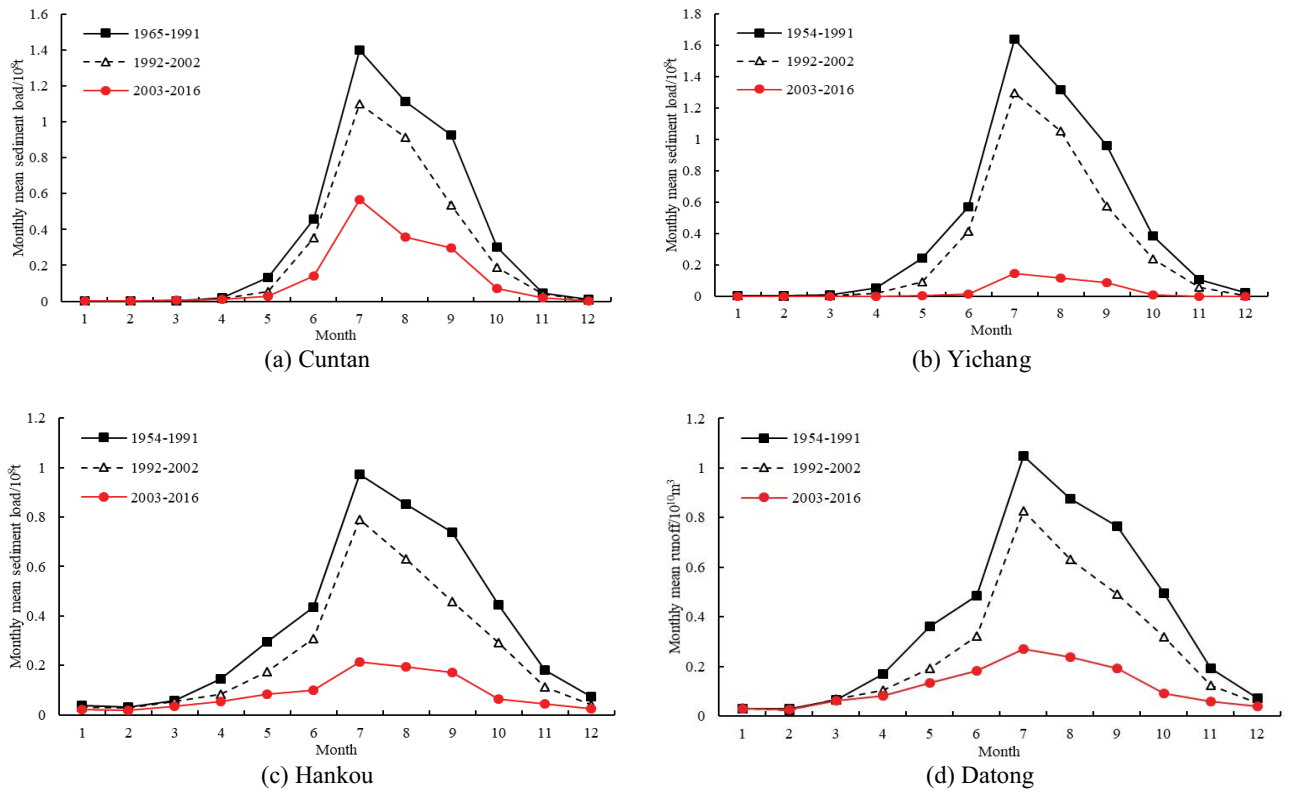 Monthly mean sediment load/10⁸t
1.6
1.4
1.2
1
0.8
0.6
0.4
0.2
0
1965-1991
1992-2002
2003-2016
1 2 3 4 5 6 7 8 9 10 11 12
Month
(a) Cuntan
Monthly mean sediment load/10⁸t
1.8
1.6
1.4
1.2
1
0.8
0.6
0.4
0.2
0
1954-1991
1992-2002
2003-2016
1 2 3 4 5 6 7 8 9 10 11 12
Month
(b) Yichang
Monthly mean sediment load/10⁸t
1.2
1
0.8
0.6
0.4
0.2
0
1954-1991
1992-2002
2003-2016
1 2 3 4 5 6 7 8 9 10 11 12
Month
(c) Hankou
Monthly mean runoff/10¹⁰m³
1.2
1
0.8
0.6
0.4
0.2
0
1954-1991
1992-2002
2003-2016
1 2 3 4 5 6 7 8 9 10 11 12
Month
(d) Datong